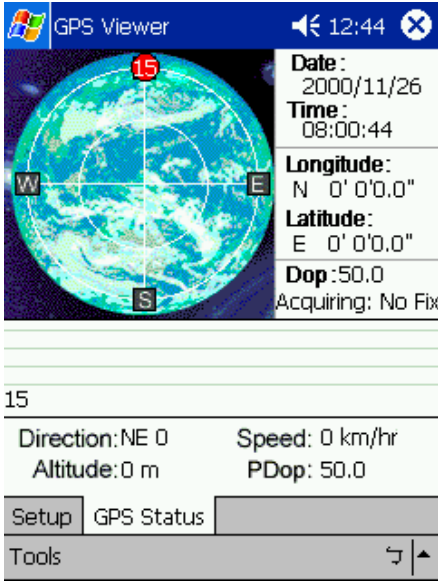 GPS Viewer 12:44
15
W
E
S
Date:
2000/11/26
Time:
08:00:44
Longitude:
N 0' 0'0.0"
Latitude:
E 0' 0'0.0"
Dop:50.0
Acquiring: No Fix
15
Direction:NE 0 Speed: 0 km/hr
Altitude:0 m PDop: 50.0
Setup GPS Status
Tools